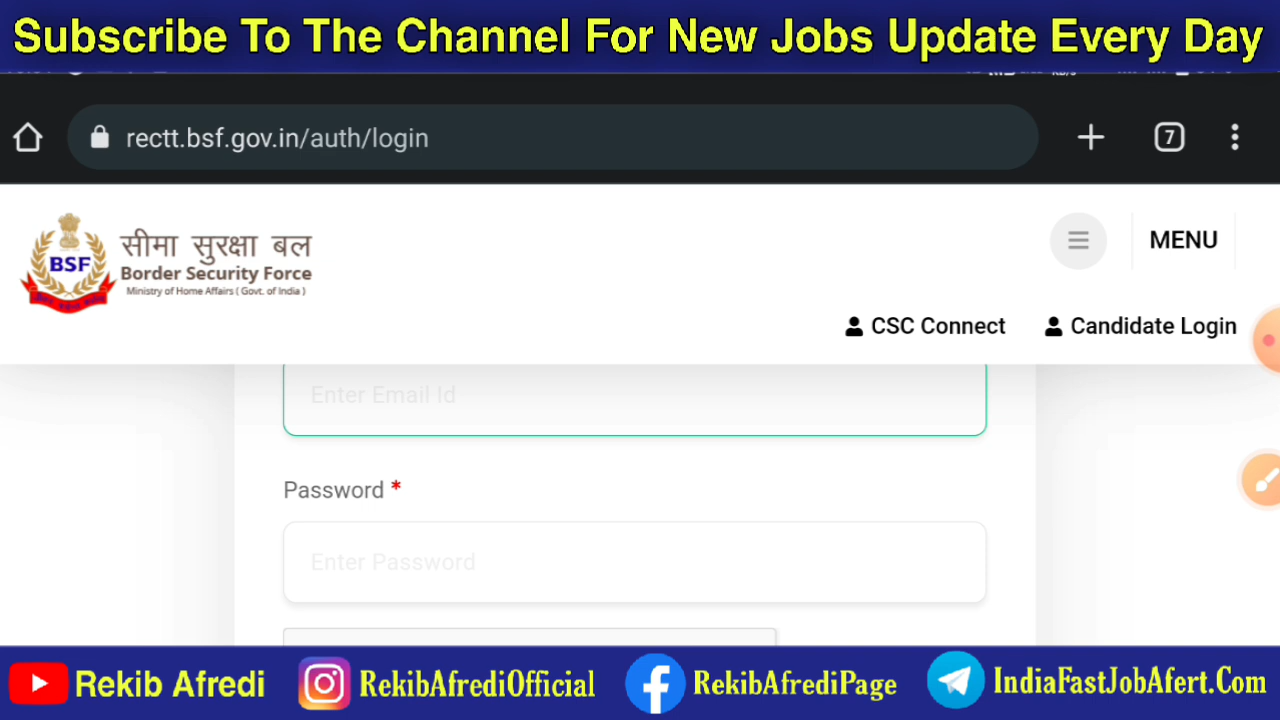 Subscribe To The Channel For New Jobs Update Every Day
rectt.bsf.gov.in/auth/login
7
सीमा सुरक्षा बल
BSF
Border Security Force
Ministry of Home Affairs ( Govt. of India )
MENU
CSC Connect
Candidate Login
Enter Email Id
Password *
Enter Password
Rekib Afredi
RekibAfrediOfficial
RekibAfrediPage
IndiaFastJobAfert.Com